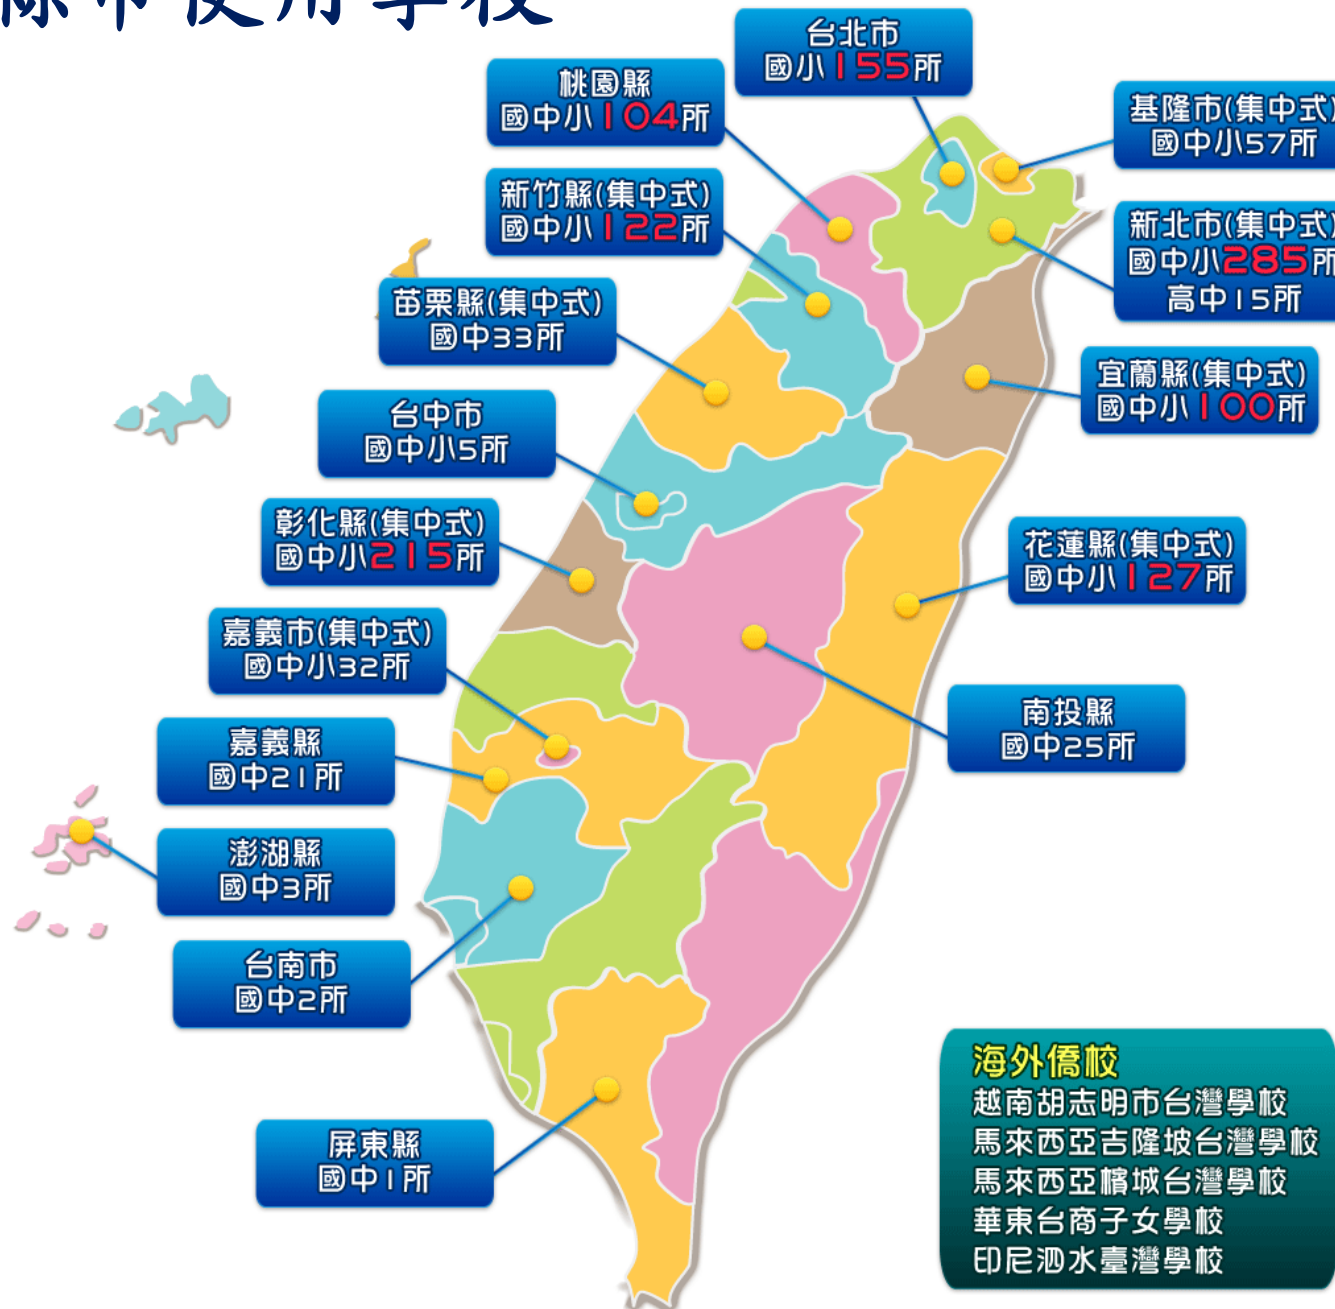 縣市使用學校
台北市
國小155所
桃園縣
國中小104所
基隆市(集中式)
國中小57所
新竹縣(集中式)
國中小122所
新北市(集中式)
國中小285所
高中15所
苗栗縣(集中式)
國中33所
宜蘭縣(集中式)
國中小100所
台中市
國中小5所
彰化縣(集中式)
國中小215所
花蓮縣(集中式)
國中小127所
嘉義市(集中式)
國中小32所
南投縣
國中25所
嘉義縣
國中21所
澎湖縣
國中3所
台南市
國中2所
屏東縣
國中1所
海外僑校
越南胡志明市台灣學校
馬來西亞吉隆坡台灣學校
馬來西亞檳城台灣學校
華東台商子女學校
印尼泗水臺灣學校